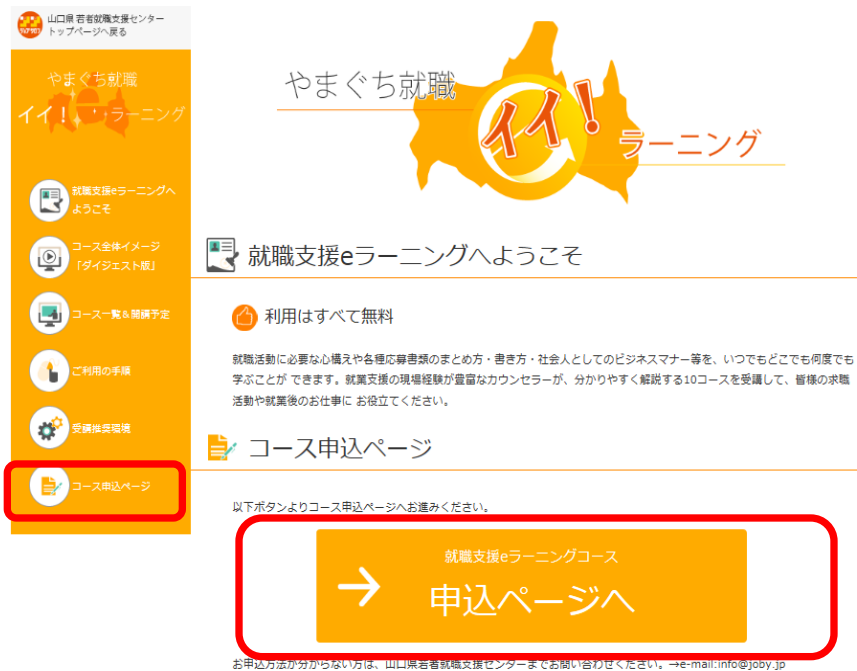 山口県 若者就職支援センター
トップページへ戻る
やまぐち就職
イイ！ラーニング
就職支援eラーニングへ
ようこそ
コース全体イメージ
「ダイジェスト版」
コース一覧＆開講予定
ご利用の手順
受講推奨環境
コース申込ページ
やまぐち就職
イイ！
ラーニング
就職支援eラーニングへようこそ
利用はすべて無料
就職活動に必要な心構えや各種応募書類のまとめ方・書き方・社会人としてのビジネスマナー等を、いつでもどこでも何度でも
学ぶことが できます。就業支援の現場経験が豊富なカウンセラーが、分かりやすく解説する10コースを受講して、皆様の求職
活動や就業後のお仕事に お役立てください。
コース申込ページ
以下ボタンよりコース申込ページへお進みください。
就職支援eラーニングコース
申込ページへ
お申込方法が分からない方は、山口県若者就職支援センターまでお問い合わせください。→e-mail:info@joby.jp